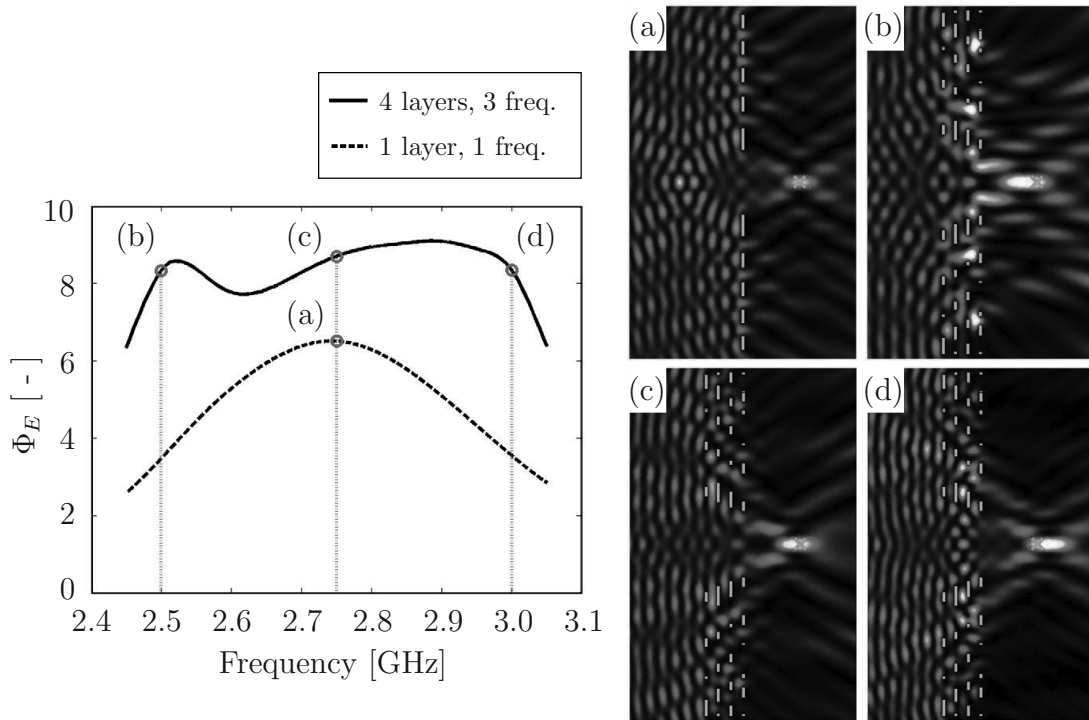 4 layers, 3 freq.
1 layer, 1 freq.
Φ_E [ - ]
10
8
6
4
2
0
(b)
(c)
(d)
(a)
2.4 2.5 2.6 2.7 2.8 2.9 3.0 3.1
Frequency [GHz]
(a)
(b)
(c)
(d)